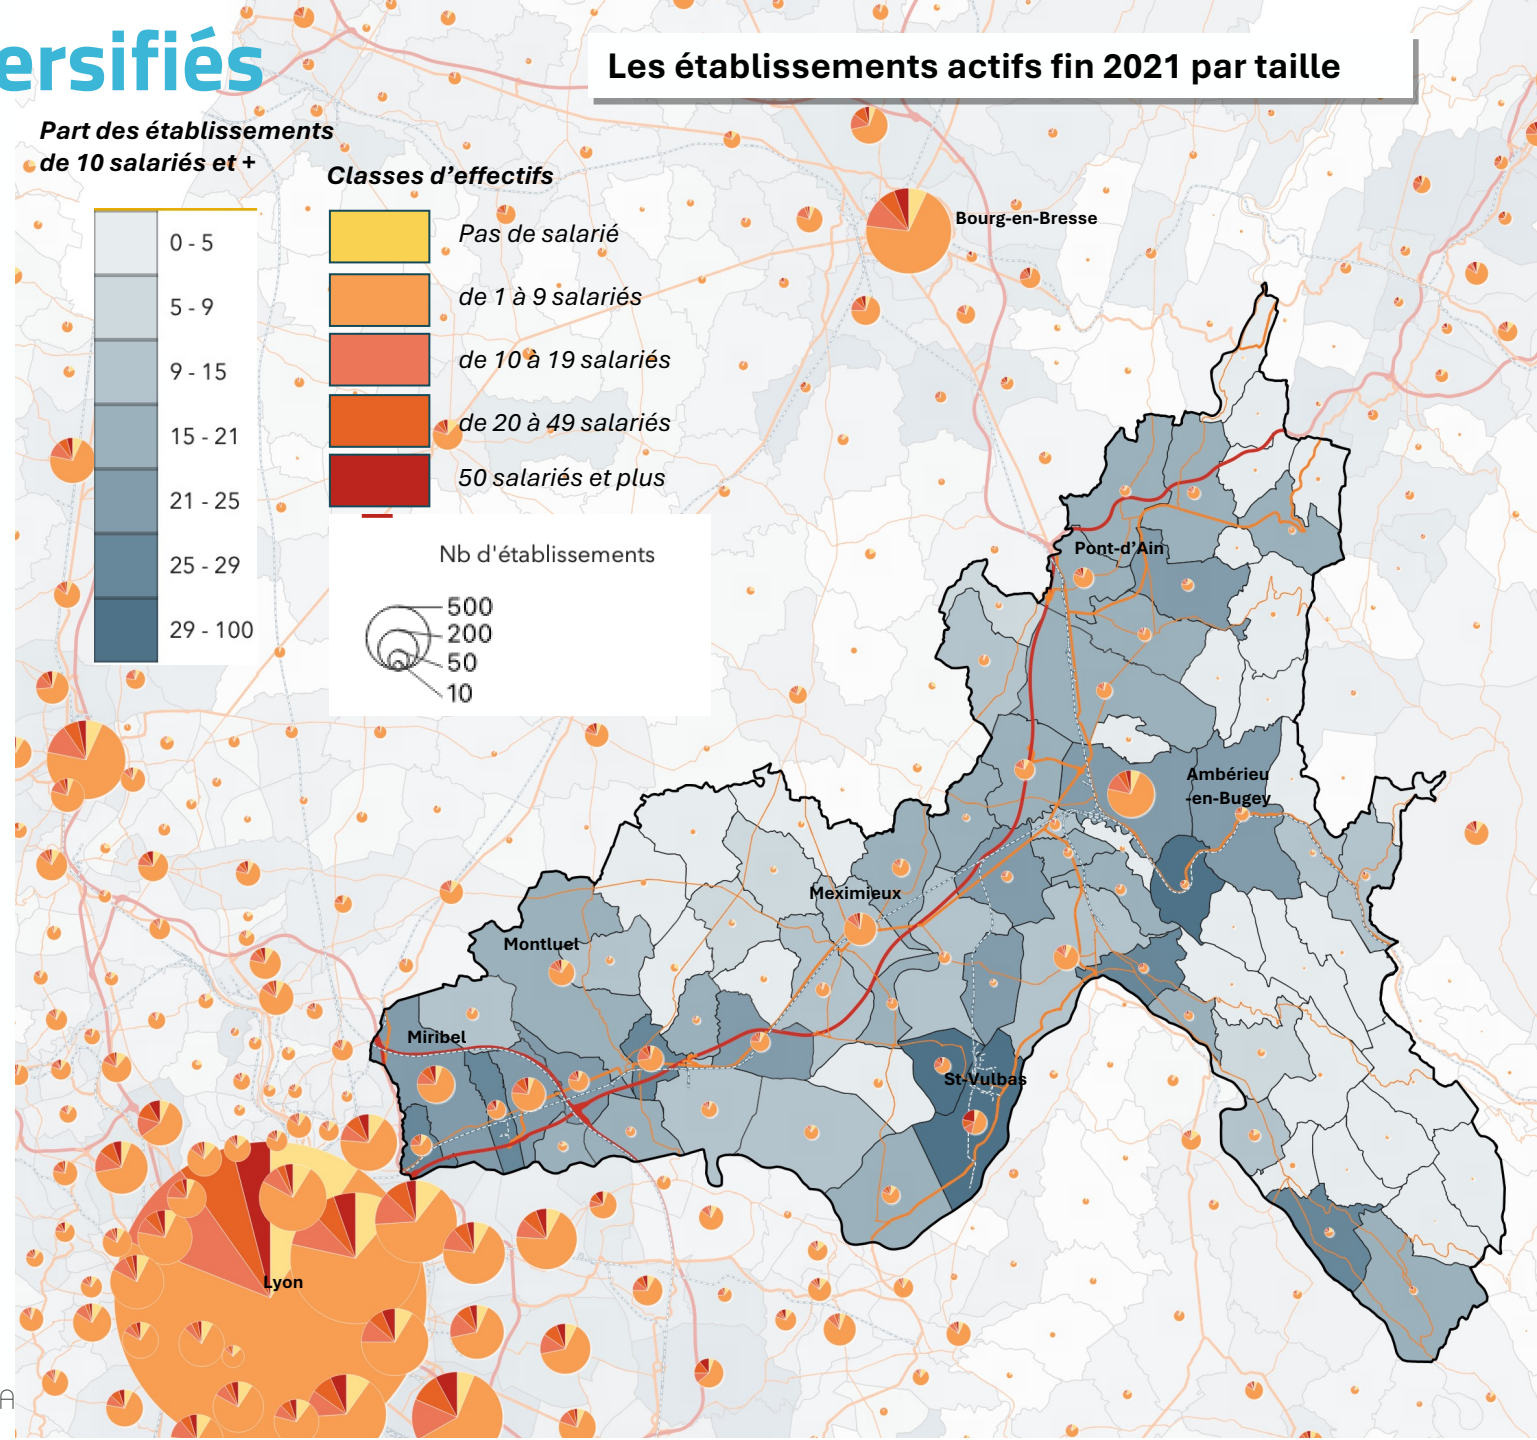 ersifiés
Les établissements actifs fin 2021 par taille
Part des établissements
de 10 salariés et +
0 - 5
5 - 9
9 - 15
15 - 21
21 - 25
25 - 29
29 - 100
Classes d’effectifs
Pas de salarié
de 1 à 9 salariés
de 10 à 19 salariés
de 20 à 49 salariés
50 salariés et plus
Nb d'établissements
500
200
50
10
Bourg-en-Bresse
Pont-d’Ain
Ambérieu
-en-Bugey
Meximieux
Montluel
Miribel
St-Vulbas
Lyon
A